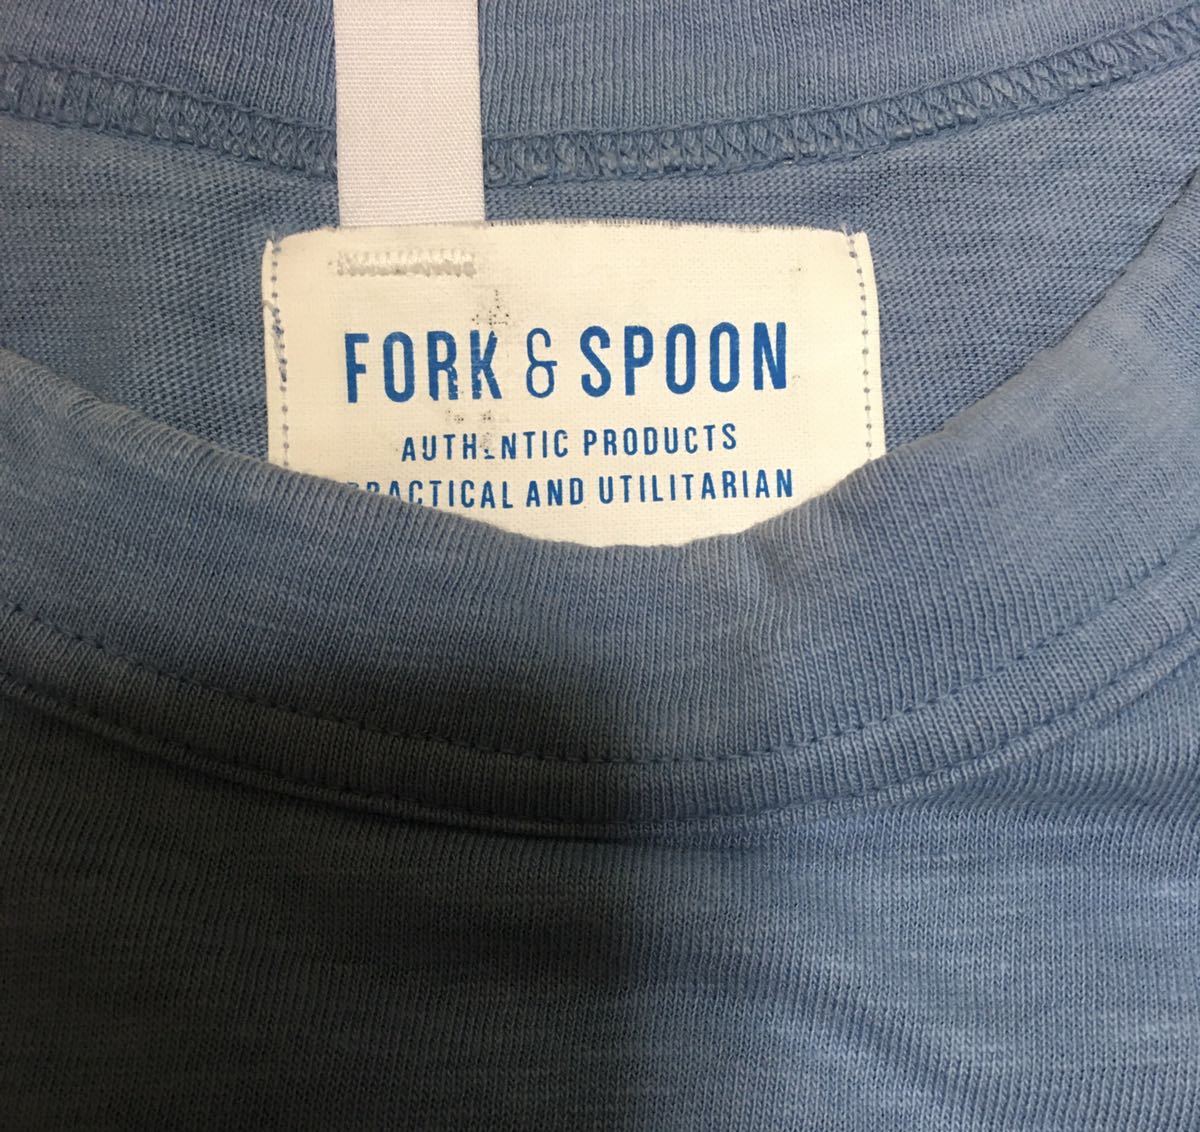 FORK & SPOON
AUTHENTIC PRODUCTS
PRACTICAL AND UTILITARIAN